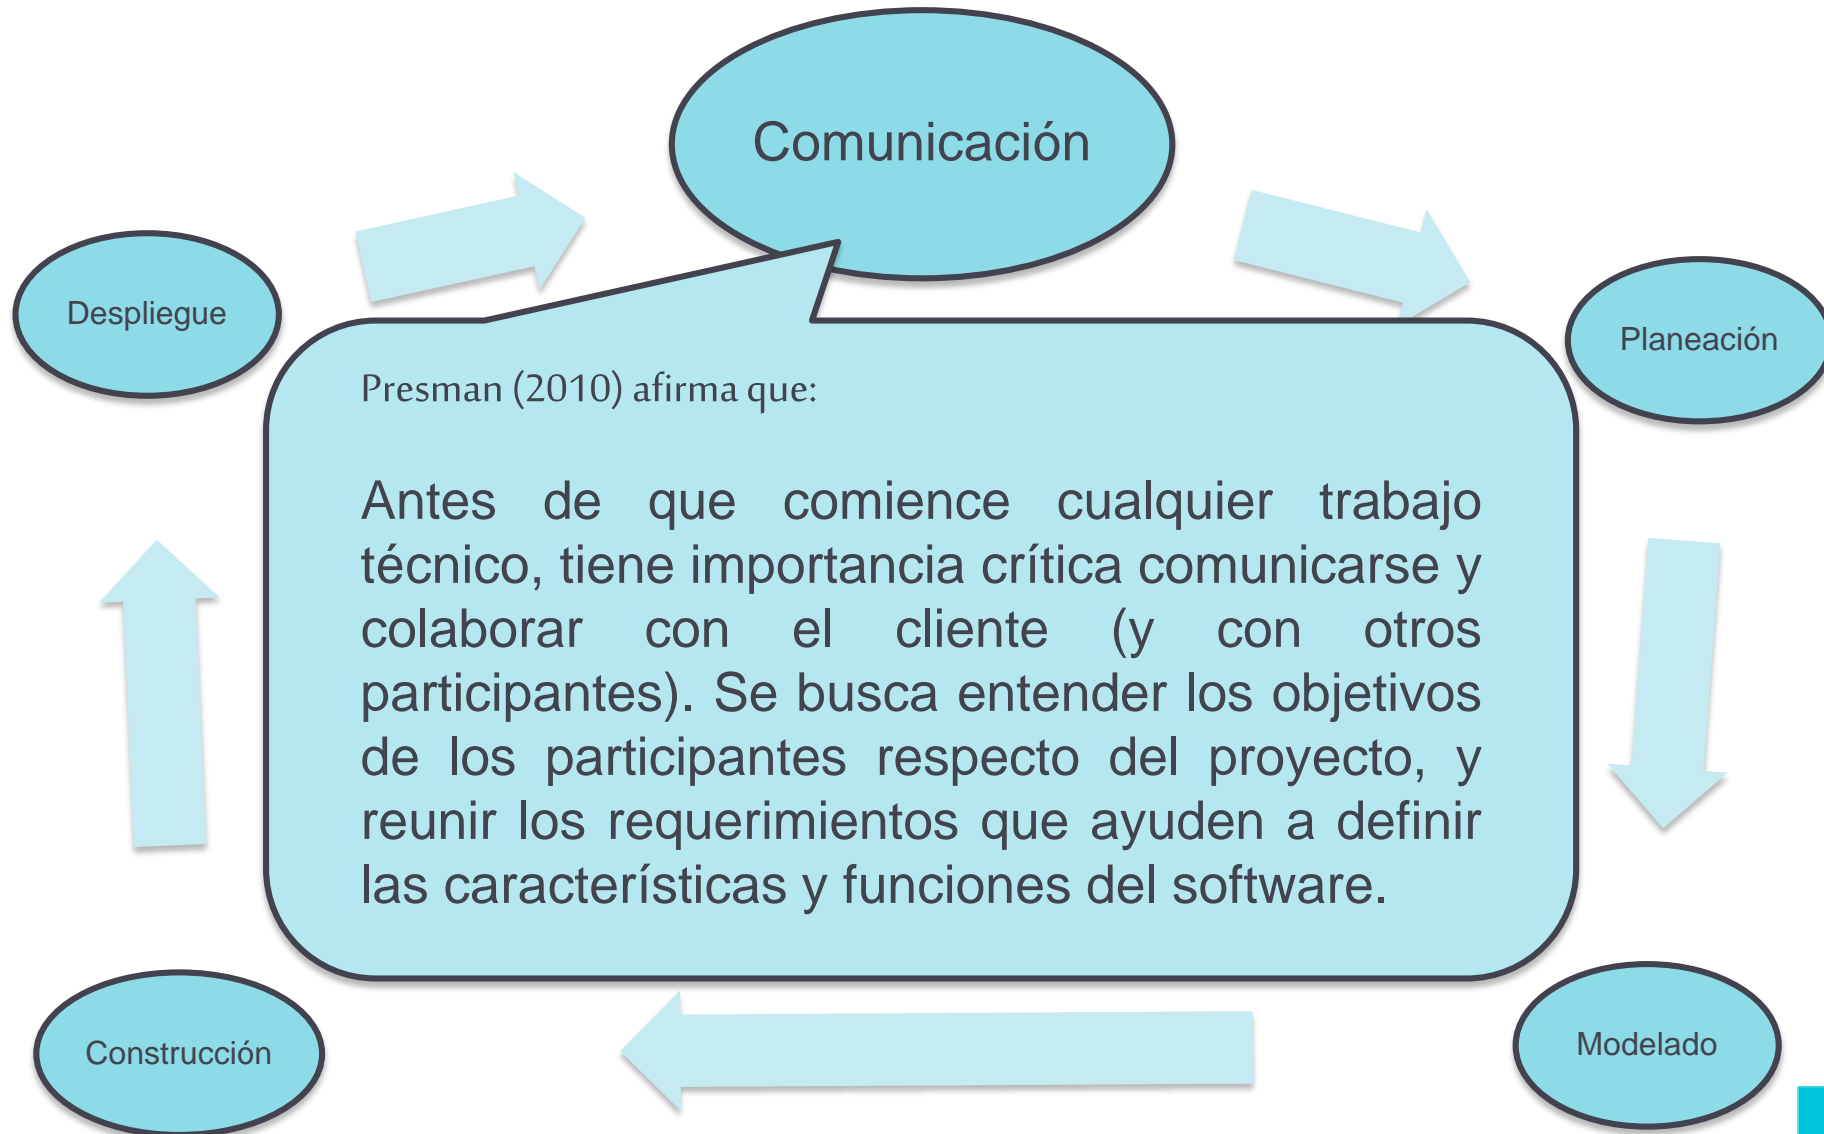 Comunicación
Despliegue
Planeación
Presman (2010) afirma que:
Antes de que comience cualquier trabajo
técnico, tiene importancia crítica comunicarse y
colaborar con el cliente (y con otros
participantes). Se busca entender los objetivos
de los participantes respecto del proyecto, y
reunir los requerimientos que ayuden a definir
las características y funciones del software.
Construcción
Modelado